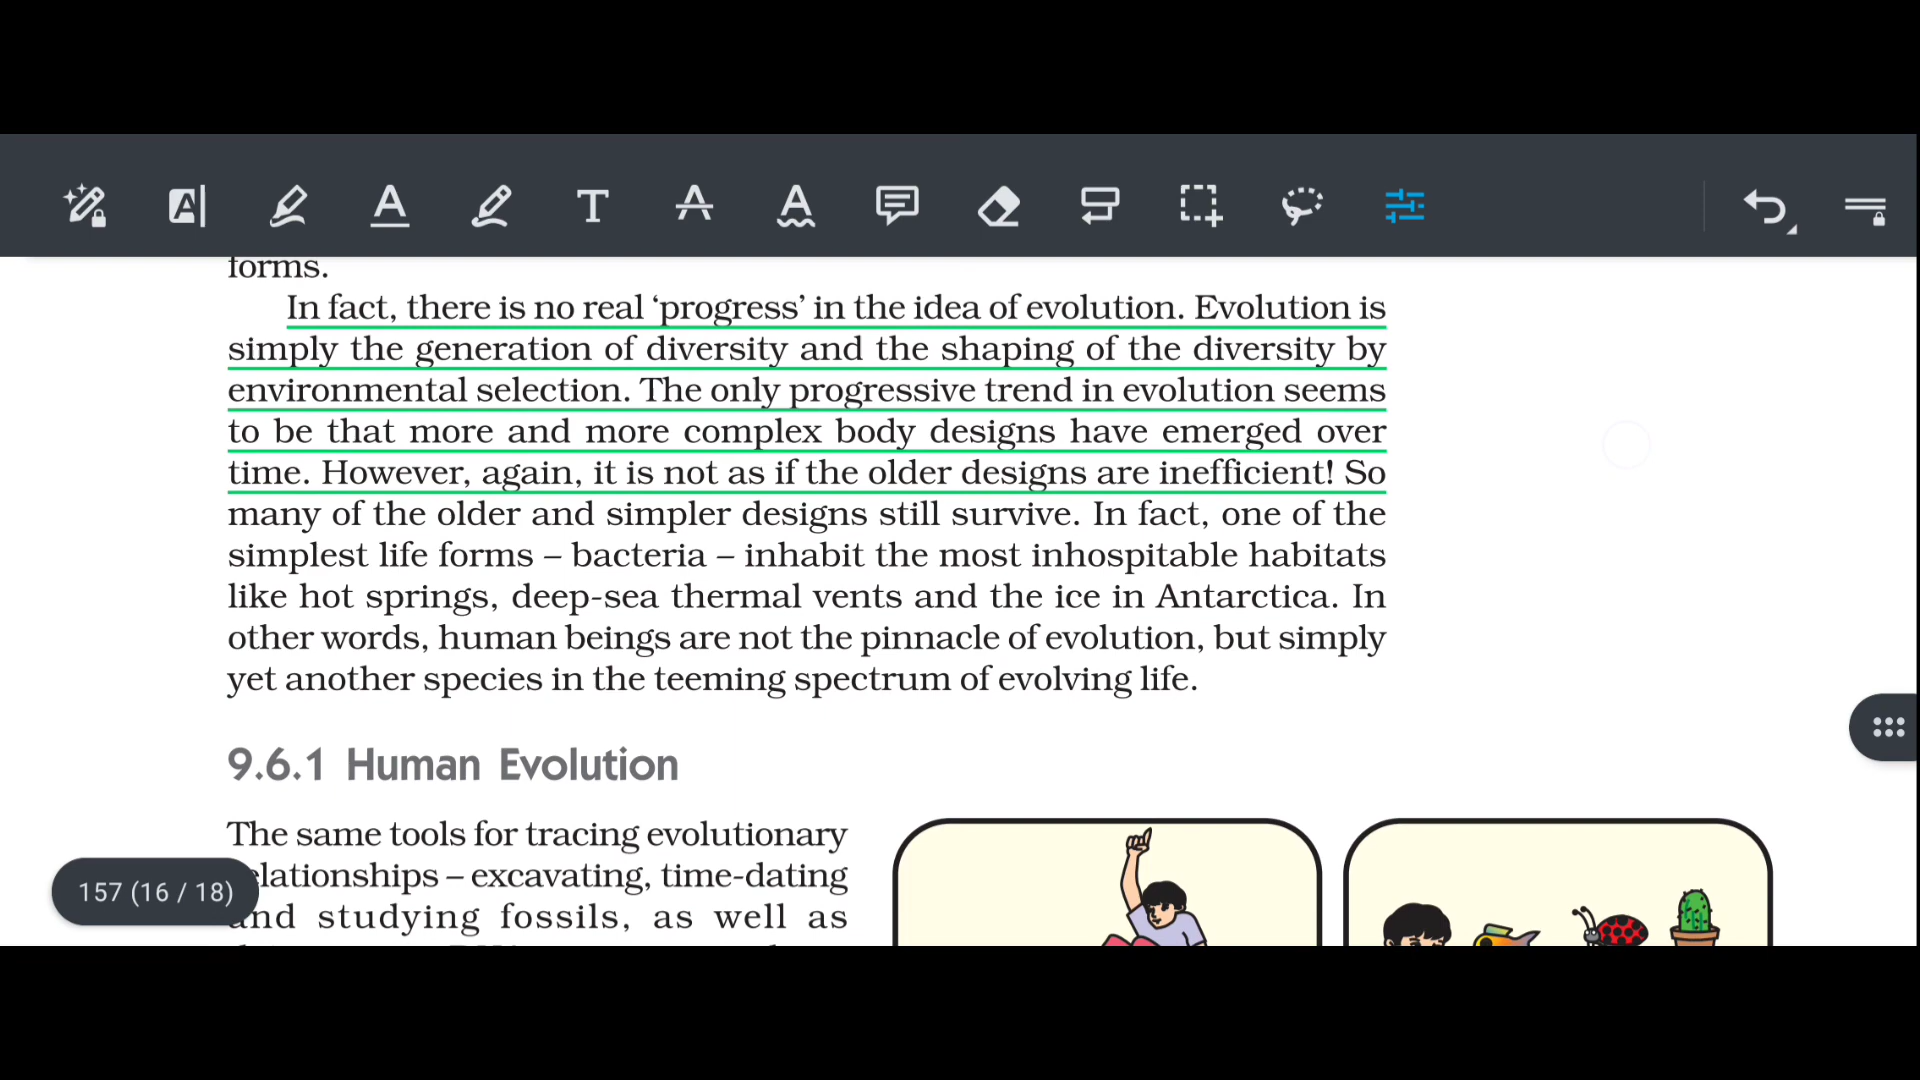 forms.
In fact, there is no real ‘progress’ in the idea of evolution. Evolution is
simply the generation of diversity and the shaping of the diversity by
environmental selection. The only progressive trend in evolution seems
to be that more and more complex body designs have emerged over
time. However, again, it is not as if the older designs are inefficient! So
many of the older and simpler designs still survive. In fact, one of the
simplest life forms – bacteria – inhabit the most inhospitable habitats
like hot springs, deep-sea thermal vents and the ice in Antarctica. In
other words, human beings are not the pinnacle of evolution, but simply
yet another species in the teeming spectrum of evolving life.
9.6.1 Human Evolution
The same tools for tracing evolutionary
elationships – excavating, time-dating
and studying fossils, as well as
157 (16 / 18)